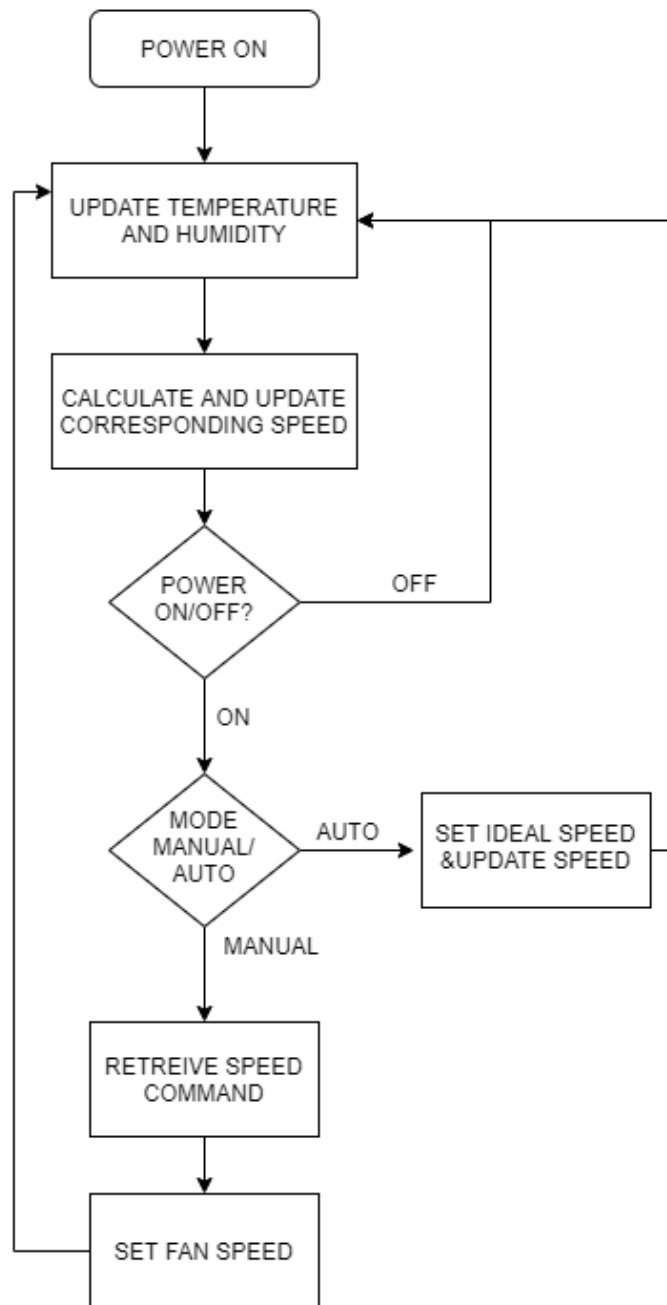 POWER ON
UPDATE TEMPERATURE
AND HUMIDITY
CALCULATE AND UPDATE
CORRESPONDING SPEED
POWER
ON/OFF?
OFF
ON
MODE
MANUAL/
AUTO
AUTO
SET IDEAL SPEED
&UPDATE SPEED
MANUAL
RETREIVE SPEED
COMMAND
SET FAN SPEED